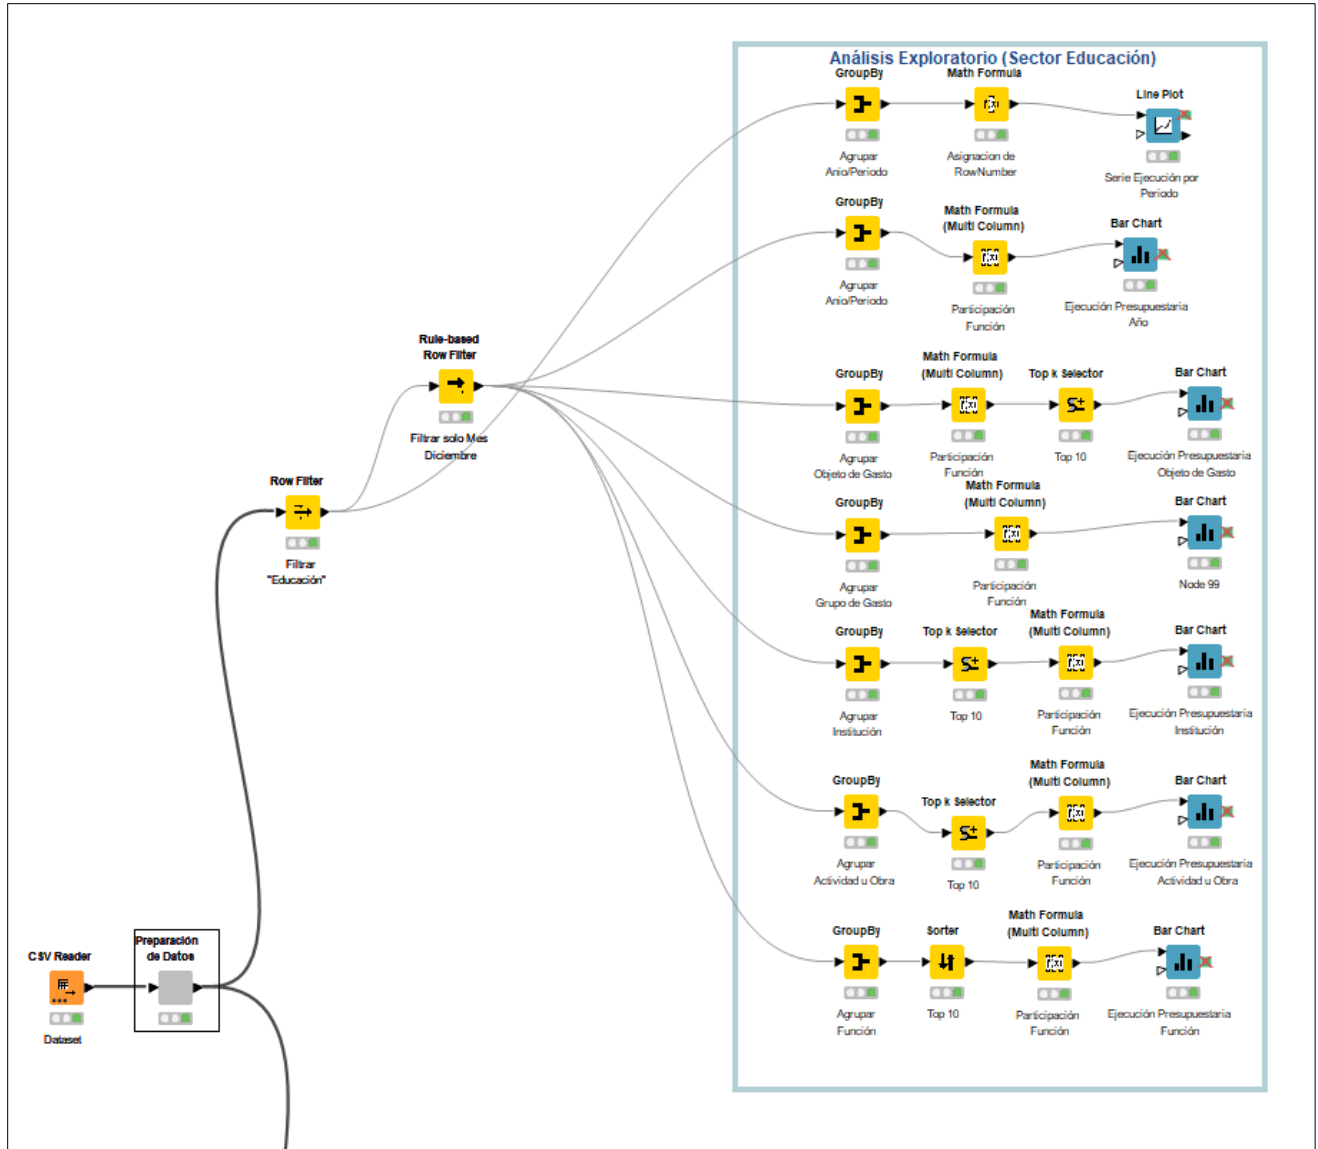 Análisis Exploratorio (Sector Educación)
GroupBy
Math Formula
Line Plot
Agrupar
Anio/Periodo
Asignacion de
RowNumber
Serie Ejecución por
Periodo
GroupBy
Math Formula
(Multi Column)
Bar Chart
Agrupar
Anio/Periodo
Participación
Función
Ejecución Presupuestaria
Año
Rule-based
Row Filter
Filtrar solo Mes
Diciembre
GroupBy
Math Formula
(Multi Column)
Top k Selector
Bar Chart
Agrupar
Objeto de Gasto
Participación
Función
Top 10
Ejecución Presupuestaria
Objeto de Gasto
Row Filter
Filtrar
"Educación"
GroupBy
Math Formula
(Multi Column)
Bar Chart
Agrupar
Grupo de Gasto
Participación
Función
Node 99
GroupBy
Top k Selector
Math Formula
(Multi Column)
Bar Chart
Agrupar
Institución
Top 10
Participación
Función
Ejecución Presupuestaria
Institución
GroupBy
Top k Selector
Math Formula
(Multi Column)
Bar Chart
Agrupar
Actividad u Obra
Top 10
Participación
Función
Ejecución Presupuestaria
Actividad u Obra
GroupBy
Sorter
Math Formula
(Multi Column)
Bar Chart
Agrupar
Función
Top 10
Participación
Función
Ejecución Presupuestaria
Función
CSV Reader
Dataset
Preparación
de Datos